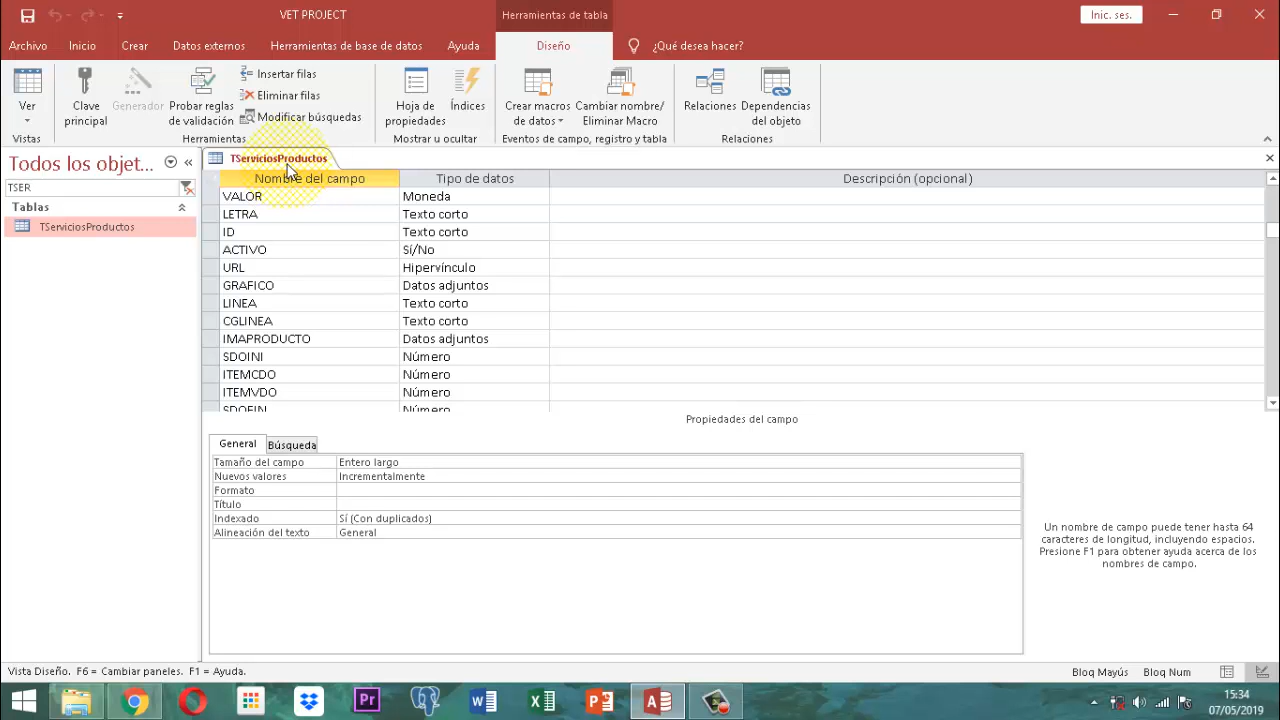 VET PROJECT
Herramientas de tabla
Inic. ses.
Archivo
Inicio
Crear
Datos externos
Herramientas de base de datos
Ayuda
Diseño
¿Qué desea hacer?
Ver
Clave principal
Generador
Probar reglas de validación
Insertar filas
Eliminar filas
Modificar búsquedas
Hoja de propiedades
Índices
Crear macros de datos
Cambiar nombre/ Eliminar Macro
Relaciones
Dependencias del objeto
Vistas
Herramientas
Mostrar u ocultar
Eventos de campo, registro y tabla
Relaciones
Todos los objet...
TSER
Tablas
TServiciosProductos
TServiciosProductos
Nombre del campo Tipo de datos Descripción (opcional)
VALOR Moneda
LETRA Texto corto
ID Texto corto
ACTIVO Sí/No
URL Hipervínculo
GRAFICO Datos adjuntos
LINEA Texto corto
CGLINEA Texto corto
IMAPRODUCTO Datos adjuntos
SDOINI Número
ITEMCDO Número
ITEMVDO Número
SDOFIN Número
Propiedades del campo
General Búsqueda
Tamaño del campo Entero largo
Nuevos valores Incrementalmente
Formato
Título
Indexado Sí (Con duplicados)
Alineación del texto General
Un nombre de campo puede tener hasta 64
caracteres de longitud, incluyendo espacios.
Presione F1 para obtener ayuda acerca de los
nombres de campo.
Vista Diseño. F6 = Cambiar paneles. F1 = Ayuda.
Bloq Mayús Bloq Num
15:34
07/05/2019